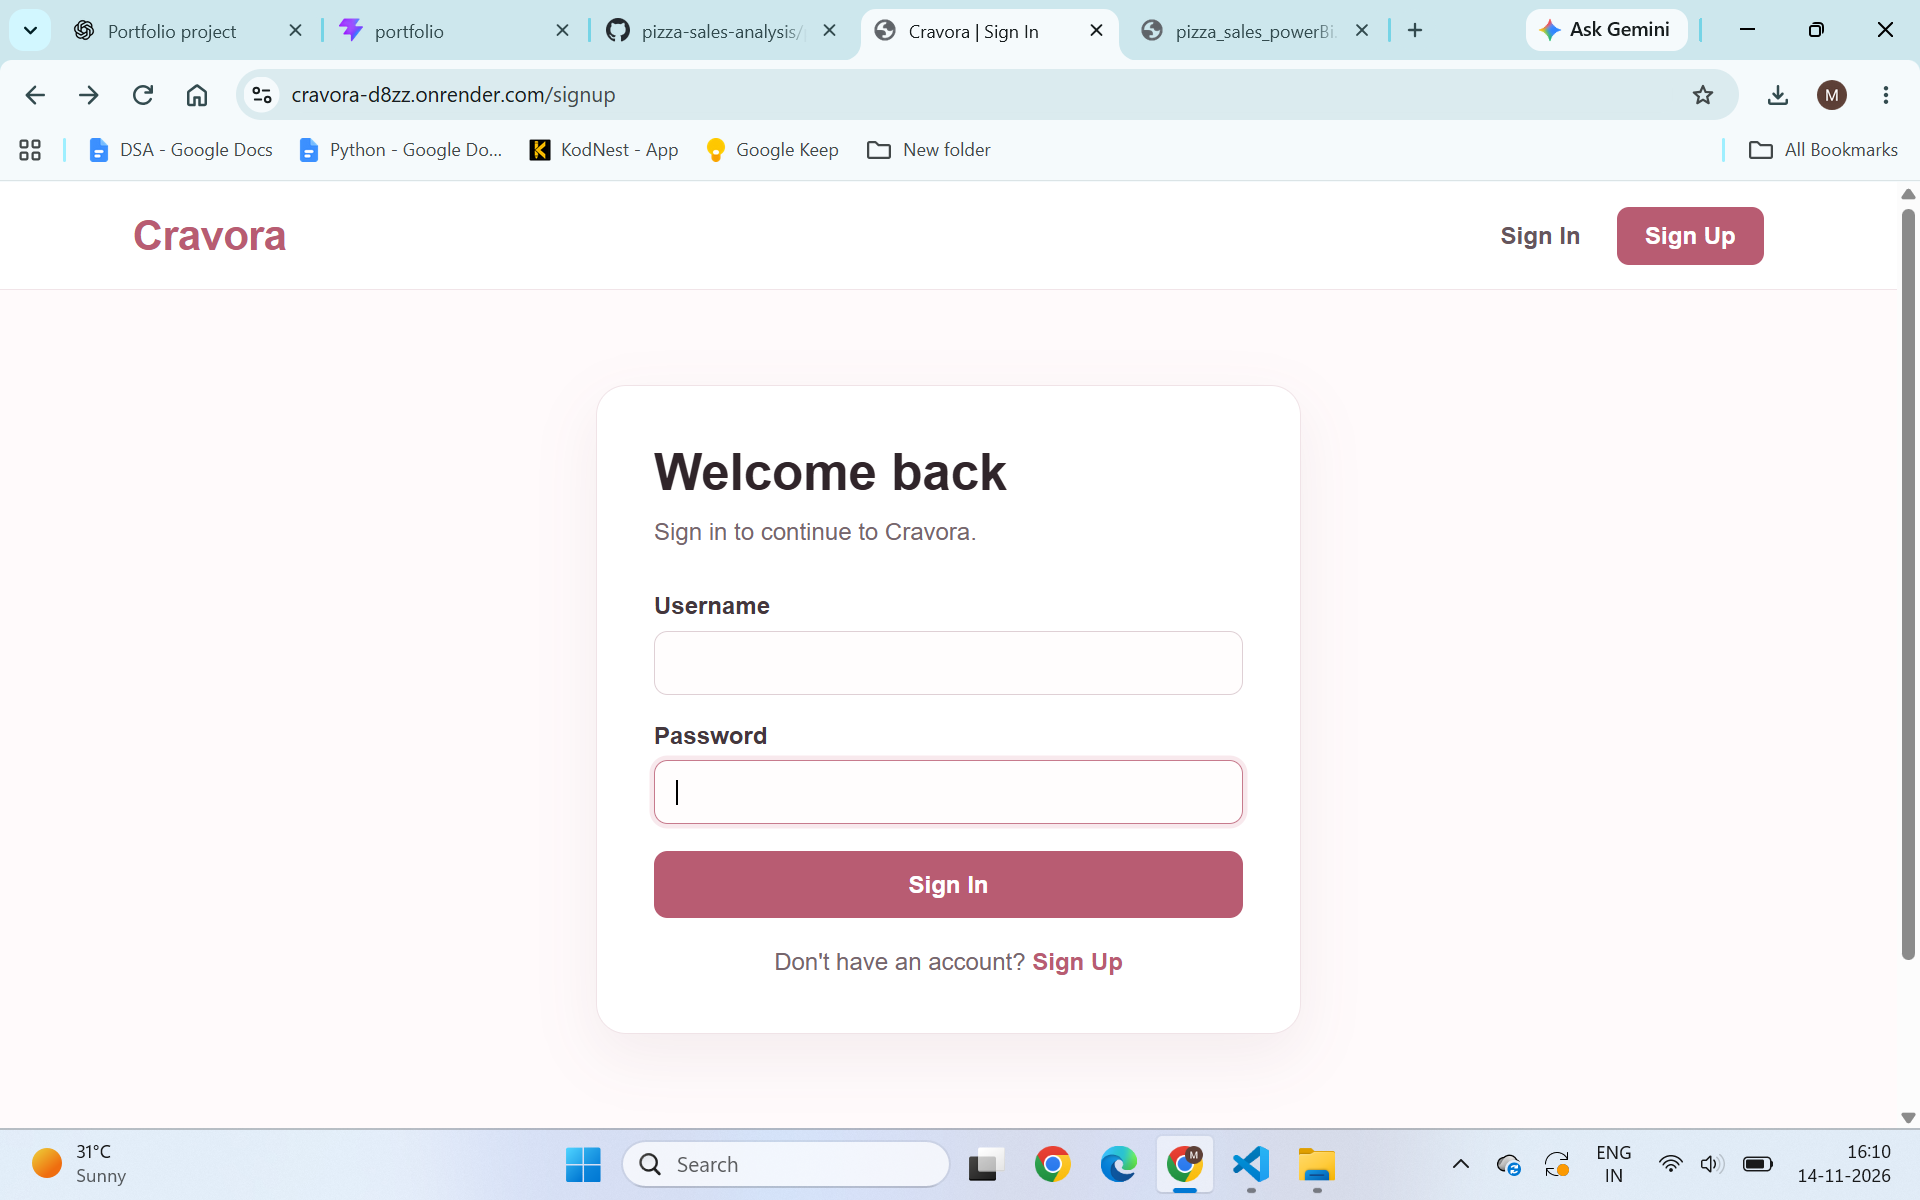 Portfolio project
portfolio
pizza-sales-analysis/
Cravora | Sign In
pizza_sales_powerBi.
Ask Gemini
cravora-d8zz.onrender.com/signup
M
DSA - Google Docs
Python - Google Do...
KodNest - App
Google Keep
New folder
All Bookmarks
Cravora
Sign In
Sign Up
Welcome back
Sign in to continue to Cravora.
Username
Password
Sign In
Don't have an account? Sign Up
31°C
Sunny
Search
M
ENG
IN
16:10
14-11-2026